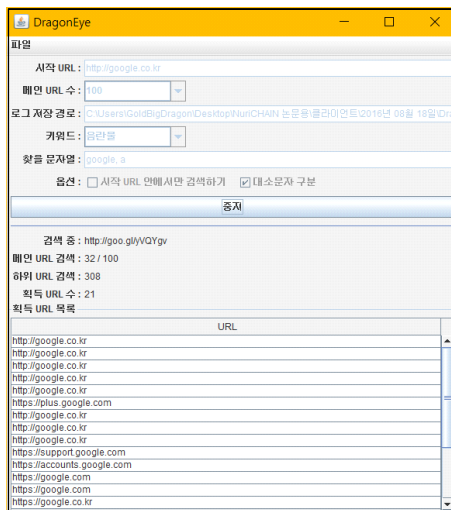 DragonEye
파일
시작 URL : http://google.co.kr
메인 URL 수 : 100
로그 저장 경로 : C:\Users\GoldBigDragon\Desktop\NuriCHAIN 논문용\클라이언트\2016년 08월 18일\Dra
키워드 : 음란물
찾을 문자열 : google, a
옵션 : 시작 URL 안에서만 검색하기 대소문자 구분
중지
검색 중 : http://goo.gl/yVQYgv
메인 URL 검색 : 32 / 100
하위 URL 검색 : 308
획득 URL 수 : 21
획득 URL 목록
URL
http://google.co.kr
http://google.co.kr
http://google.co.kr
http://google.co.kr
http://google.co.kr
https://plus.google.com
http://google.co.kr
http://google.co.kr
http://google.co.kr
https://support.google.com
https://accounts.google.com
https://google.com
https://google.com
https://google.co.kr